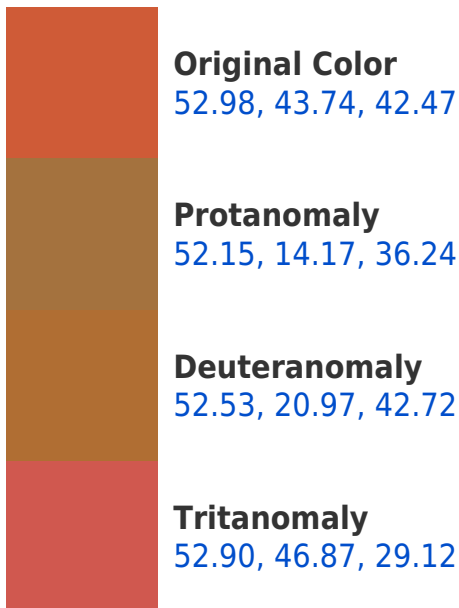 Original Color
52.98, 43.74, 42.47
Protanomaly
52.15, 14.17, 36.24
Deuteranomaly
52.53, 20.97, 42.72
Tritanomaly
52.90, 46.87, 29.12